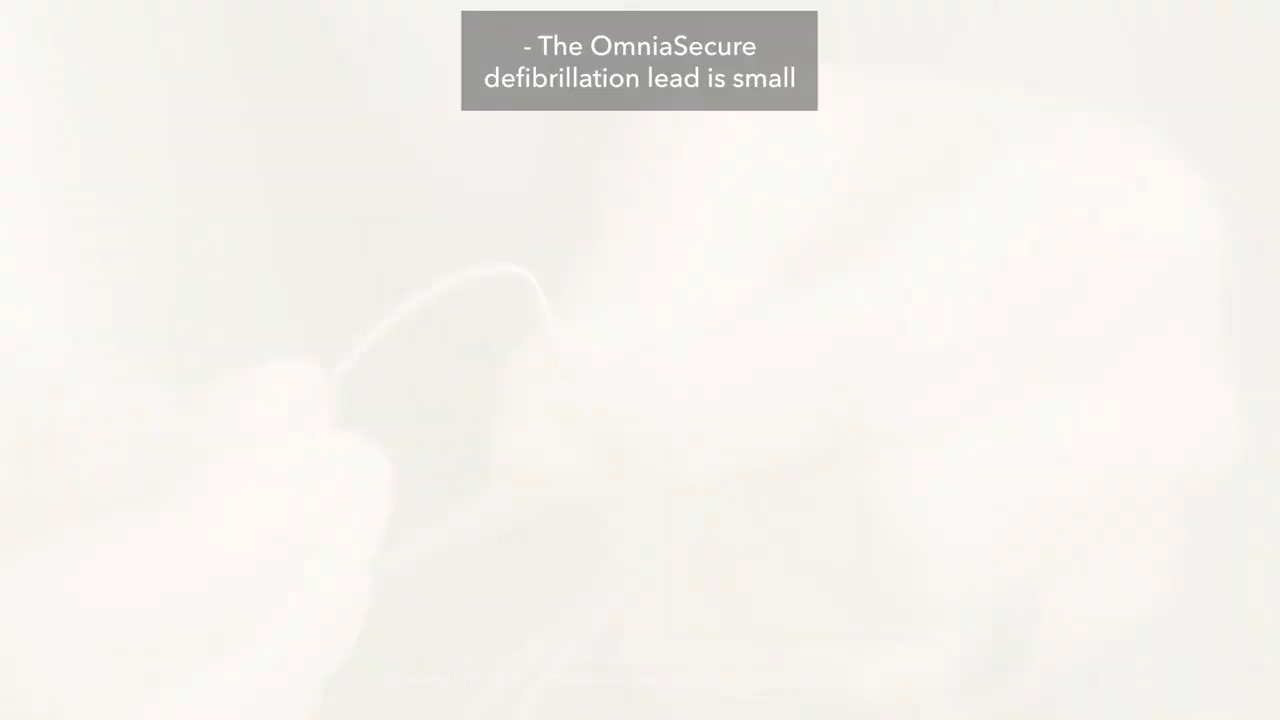 - The OmniaSecure
defibrillation lead is small